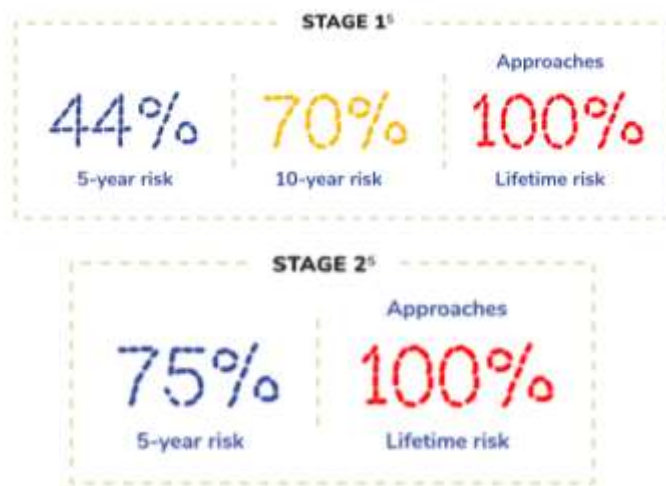 STAGE 1⁵
Approaches
44% 70% 100%
5-year risk 10-year risk Lifetime risk
STAGE 2⁵
Approaches
75% 100%
5-year risk Lifetime risk